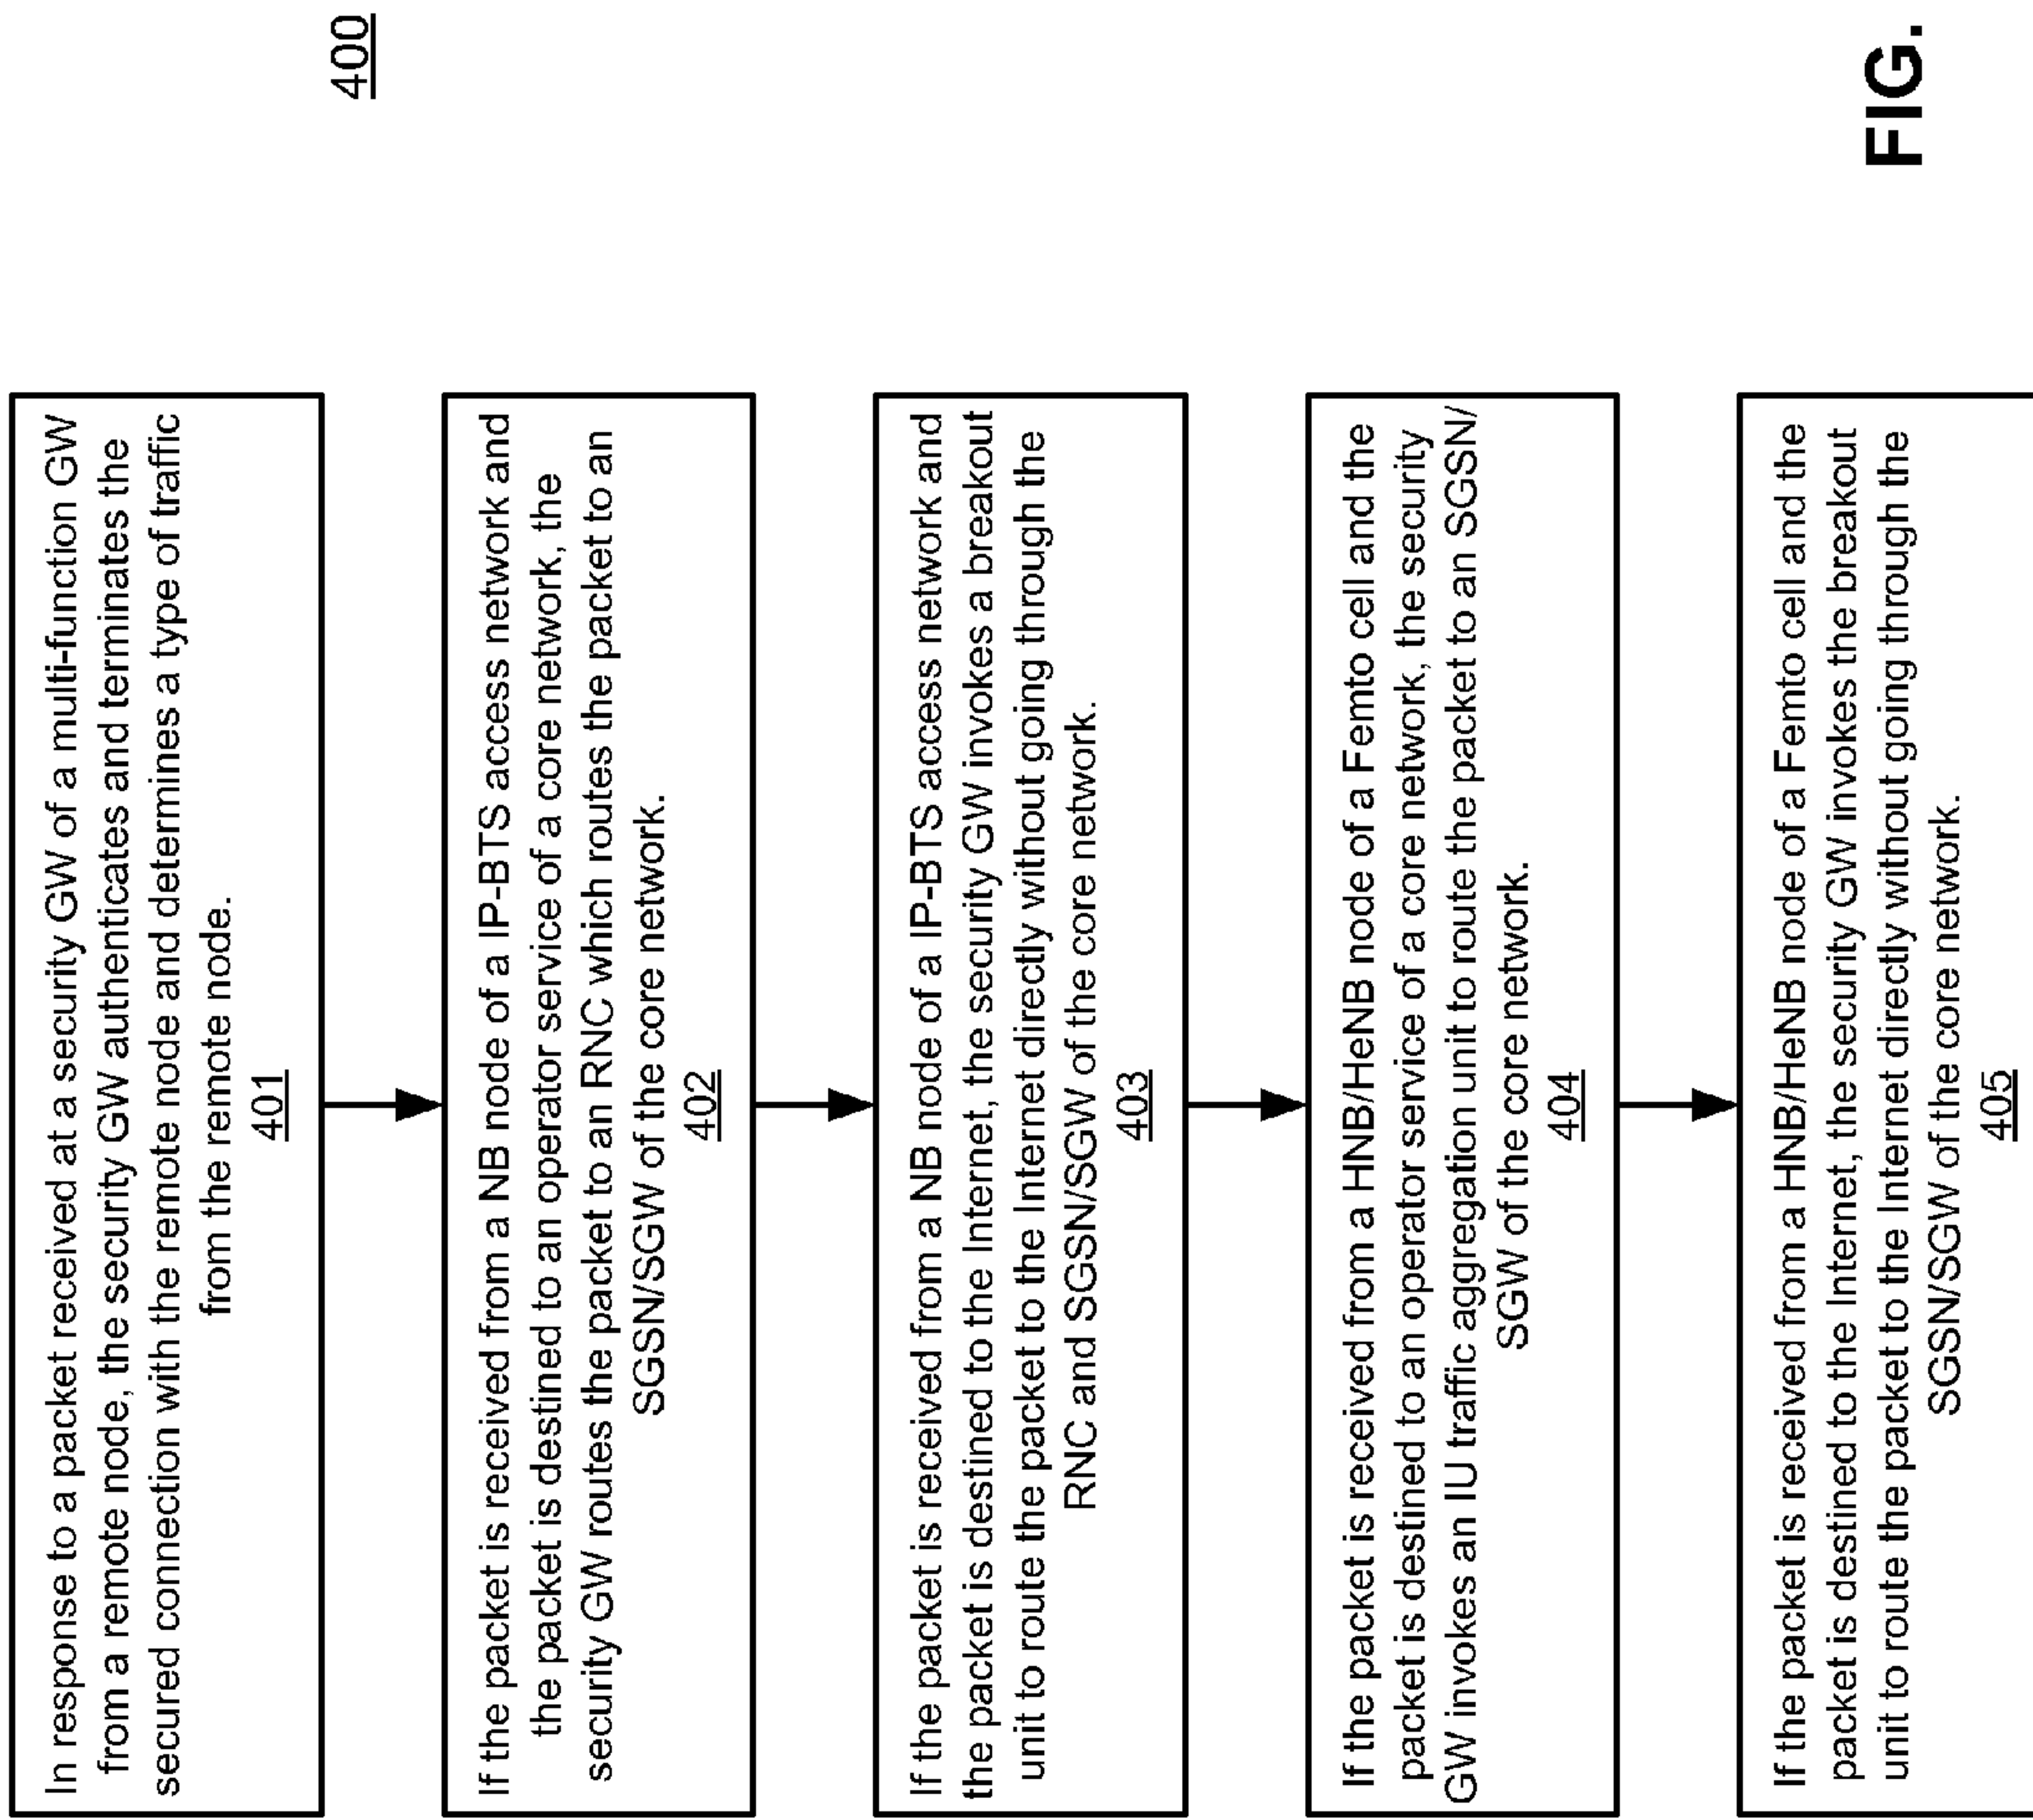 In response to a packet received at a security GW of a multi-function GW
from a remote node, the security GW authenticates and terminates the
secured connection with the remote node and determines a type of traffic
from the remote node.
401
If the packet is received from a NB node of a IP-BTS access network and
the packet is destined to an operator service of a core network, the
security GW routes the packet to an RNC which routes the packet to an
SGSN/SGW of the core network.
402
If the packet is received from a NB node of IP-BTS access network and
the packet is destined to the Internet, the security GW invokes a breakout
unit to route the packet to the Internet directly without going through the
RNC and SGSN/SGW of the core network.
403
If the packet is received from a HNB/HeNB node of a Femto cell and the
packet is destined to an operator service of a core network, the security
GW invokes an IU traffic aggregation unit to route the packet to an SGSN/
SGW of the core network.
404
If the packet is received from a HNB/HeNB node of a Femto cell and the
packet is destined to the Internet, the security GW invokes the breakout
unit to route the packet to the Internet directly without going through the
SGSN/SGW of the core network.
405
400
FIG.